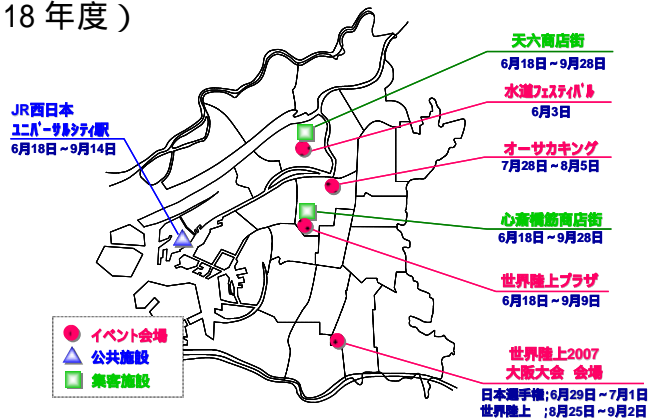 18 年度）
天六商店街
6月18日～9月28日
水道フェスティバル
6月3日
JR西日本
ユニバーサルシティ駅
6月18日～9月14日
オーサカキング
7月28日～8月5日
心斎橋筋商店街
6月18日～9月28日
世界陸上プラザ
6月18日～9月9日
イベント会場
公共施設
集客施設
世界陸上2007
大阪大会 会場
日本選手権;6月29日～7月1日
世界陸上 ;8月25日～9月2日